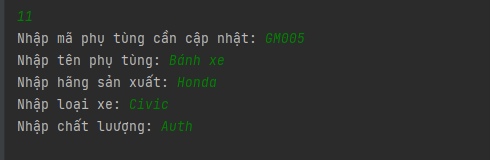 11
Nhập mã phụ tùng cần cập nhật: GM005
Nhập tên phụ tùng: Bánh xe
Nhập hãng sản xuất: Honda
Nhập loại xe: Civic
Nhập chất luượng: Auth